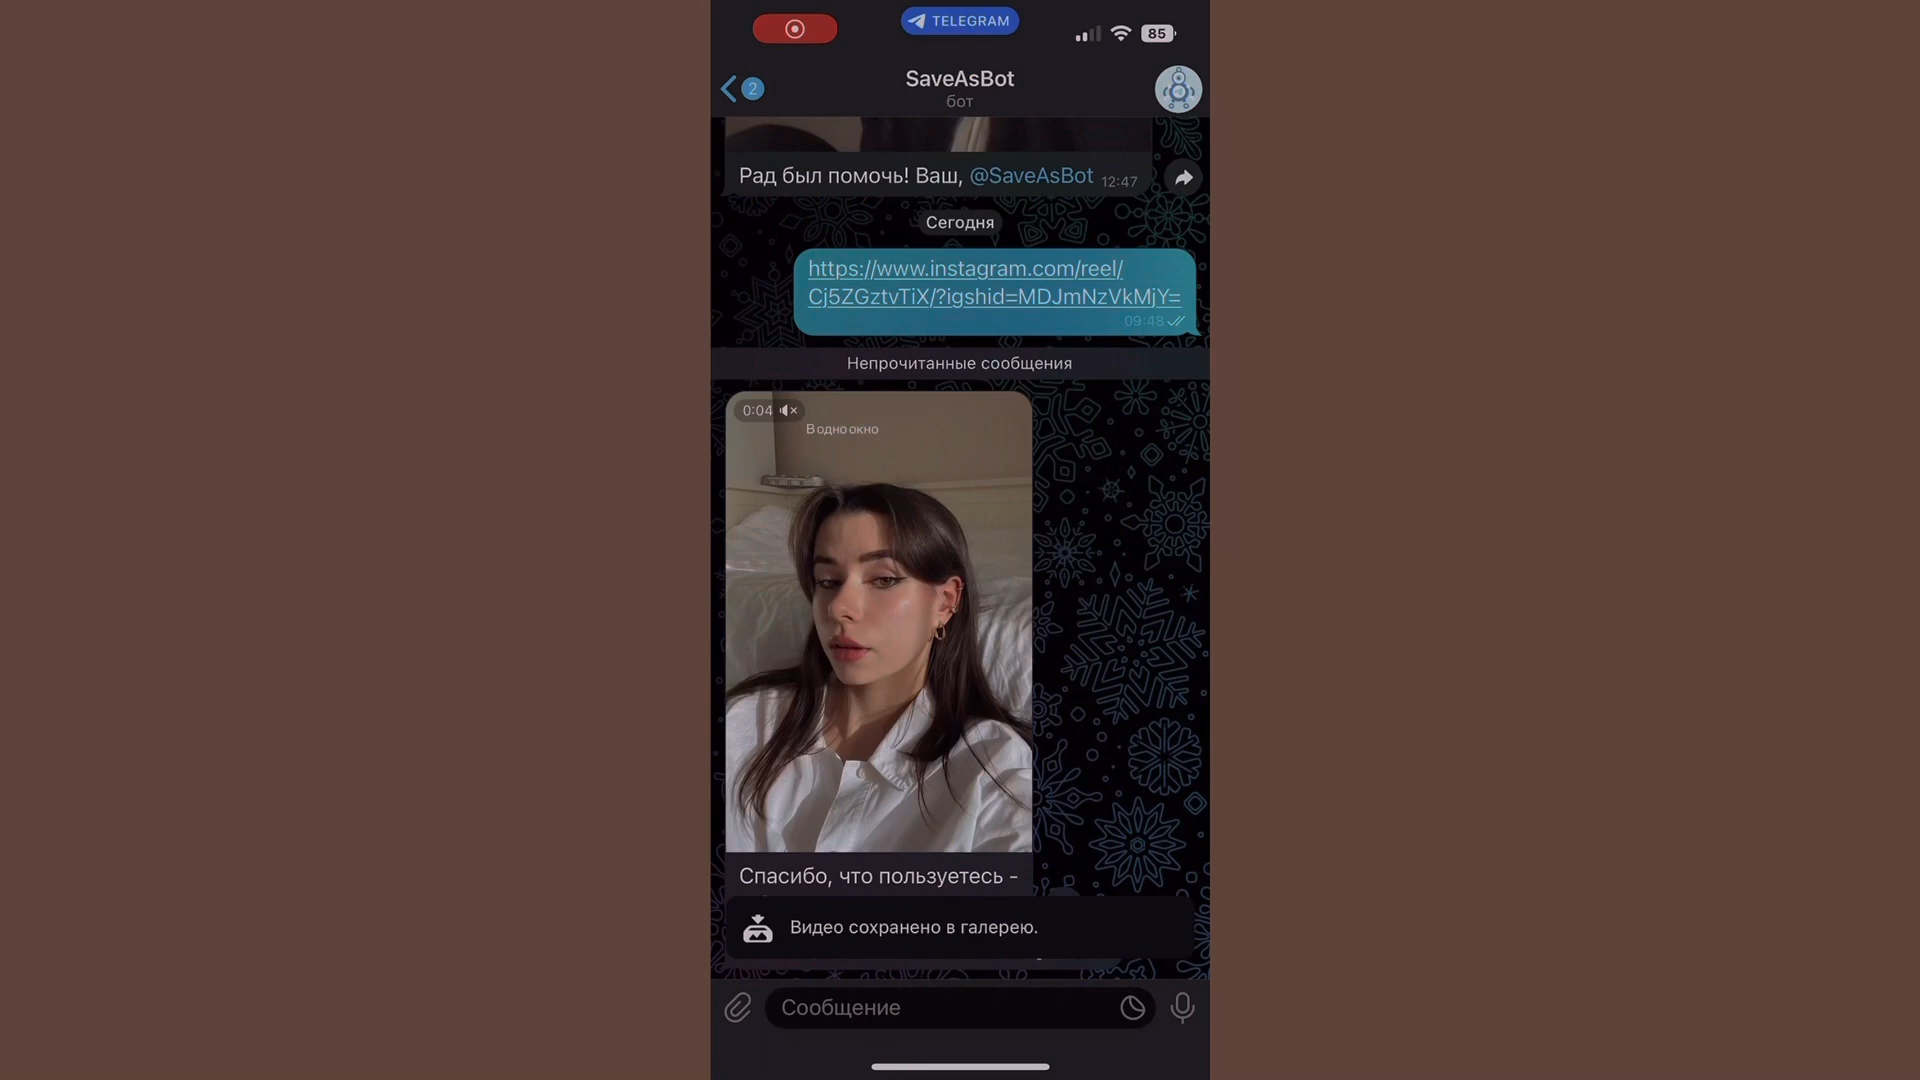 TELEGRAM
85
2
SaveAsBot
бот
Рад был помочь! Ваш, @SaveAsBot 12:47
Сегодня
https://www.instagram.com/reel/
Cj5ZGztvTiX/?igshid=MDJmNzVkMjY=
09:48
Непрочитанные сообщения
0:04
В одно окно
Спасибо, что пользуетесь -
Видео сохранено в галерею.
Сообщение